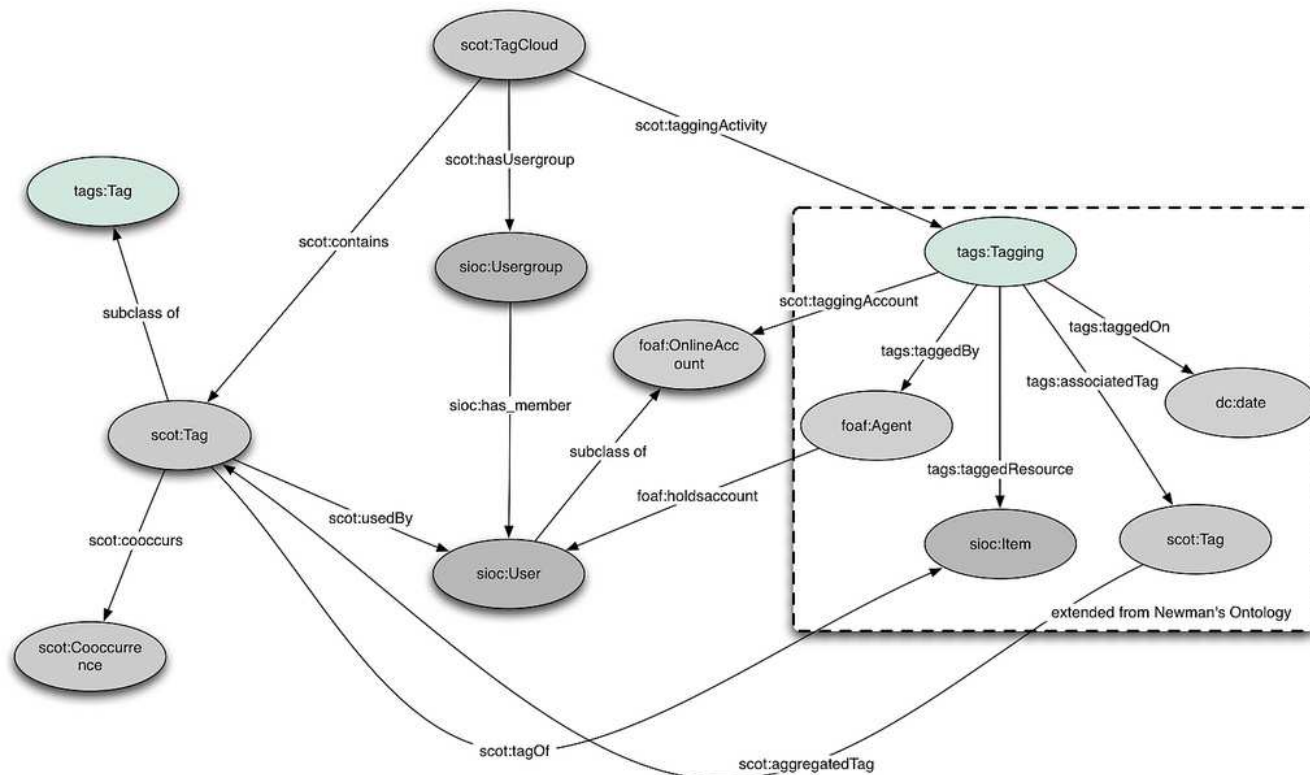 scot:TagCloud
scot:taggingActivity
scot:hasUsergroup
tags:Tag
scot:contains
tags:Tagging
sioc:Usergroup
scot:taggingAccount
subclass of
tags:taggedOn
foaf:OnlineAcc
ount
tags:taggedBy
tags:associatedTag
sioc:has_member
dc:date
foaf:Agent
scot:Tag
subclass of
tags:taggedResource
foaf:holdsaccount
scot:usedBy
scot:cooccurs
sioc:Item
scot:Tag
sioc:User
extended from Newman's Ontology
scot:Cooccurre
nce
scot:tagOf
scot:aggregatedTag